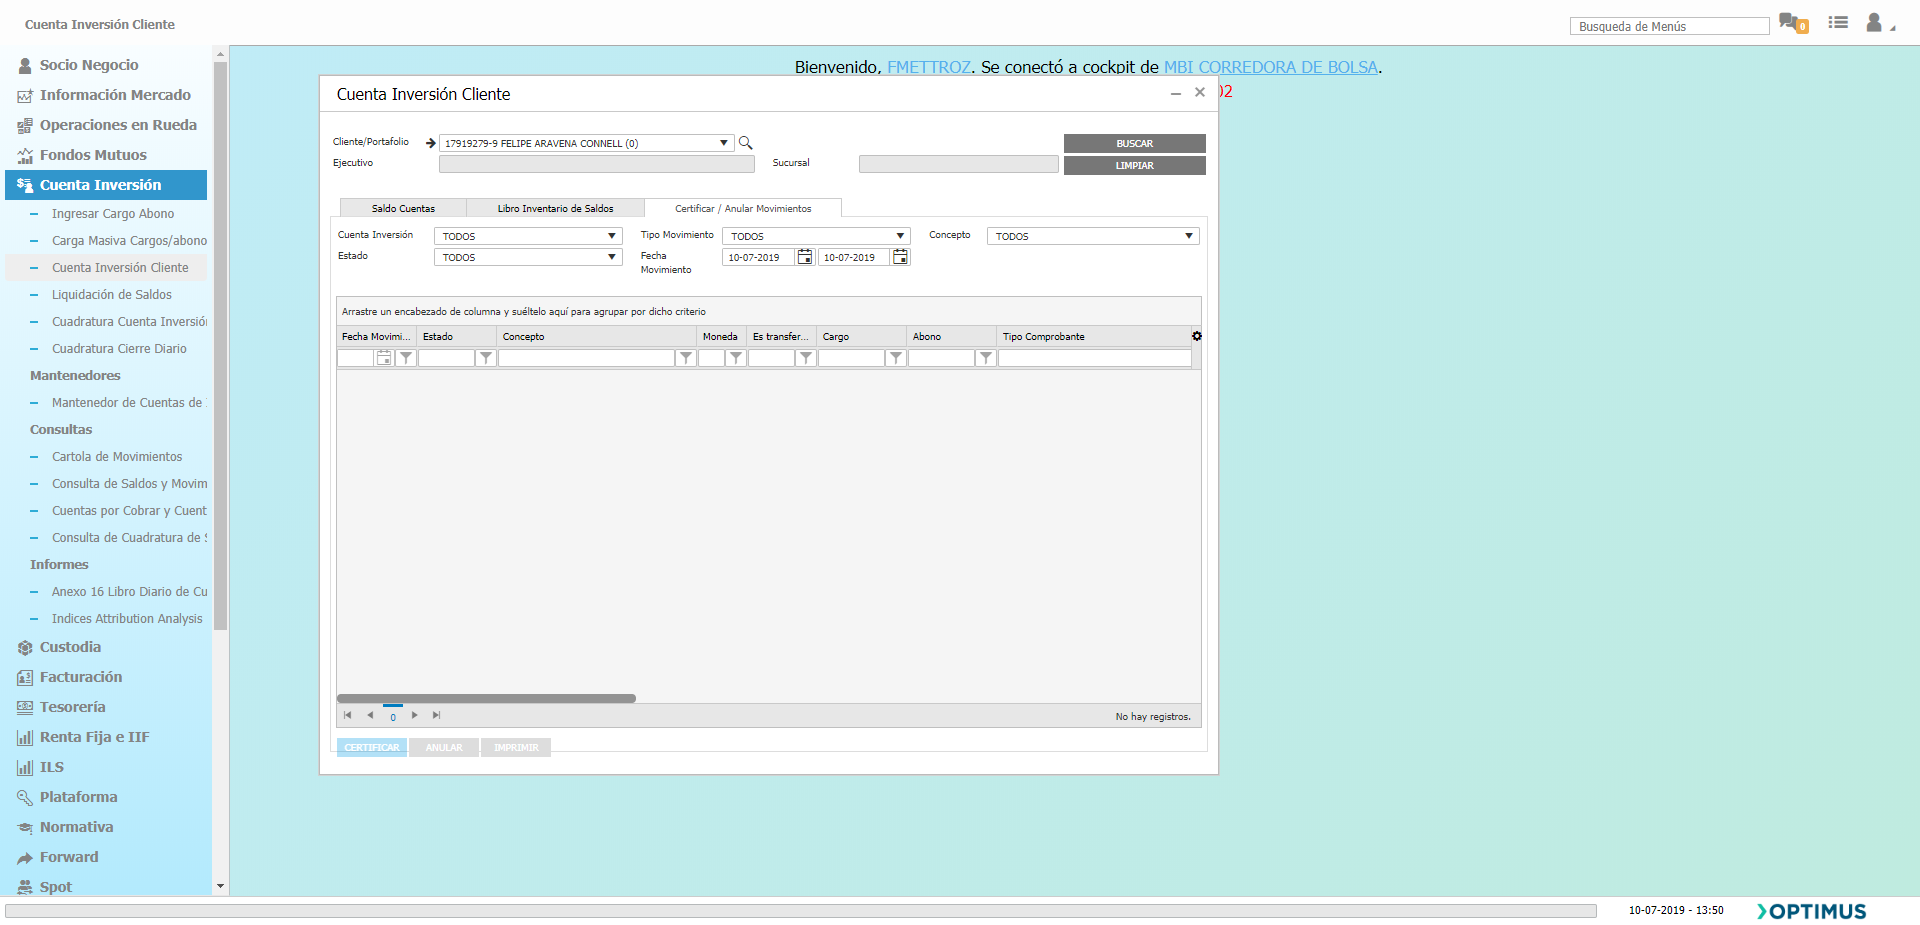 Cuenta Inversión Cliente
Busqueda de Menús
0
Socio Negocio
Información Mercado
Operaciones en Rueda
Fondos Mutuos
Cuenta Inversión
Ingresar Cargo Abono
Carga Masiva Cargos/abono
Cuenta Inversión Cliente
Liquidación de Saldos
Cuadratura Cuenta Inversió
Cuadratura Cierre Diario
Mantenedores
Mantenedor de Cuentas de
Consultas
Cartola de Movimientos
Consulta de Saldos y Movim
Cuentas por Cobrar y Cuent
Consulta de Cuadratura de
Informes
Anexo 16 Libro Diario de Cu
Indices Attribution Analysis
Custodia
Facturación
Tesorería
Renta Fija e IIF
ILS
Plataforma
Normativa
Forward
Spot
Bienvenido, FMETTROZ. Se conectó a cockpit de MBI CORREDORA DE BOLSA.
2
Cuenta Inversión Cliente
Cliente/Portafolio 17919279-9 FELIPE ARAVENA CONNELL (0) BUSCAR
Ejecutivo Sucursal LIMPIAR
Saldo Cuentas Libro Inventario de Saldos Certificar / Anular Movimientos
Cuenta Inversión TODOS Tipo Movimiento TODOS Concepto TODOS
Estado TODOS Fecha Movimiento 10-07-2019 10-07-2019
Arrastre un encabezado de columna y suéltelo aquí para agrupar por dicho criterio
Fecha Movimi... Estado Concepto Moneda Es transfer... Cargo Abono Tipo Comprobante
0 No hay registros.
CERTIFICAR ANULAR IMPRIMIR
10-07-2019 - 13:50 OPTIMUS